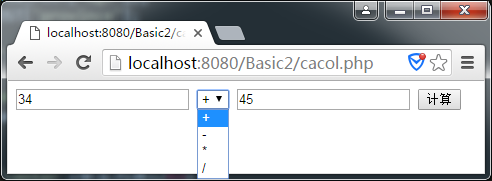 localhost:8080/Basic2/ca
localhost:8080/Basic2/cacol.php
34 + 45 计算
+
-
*
/